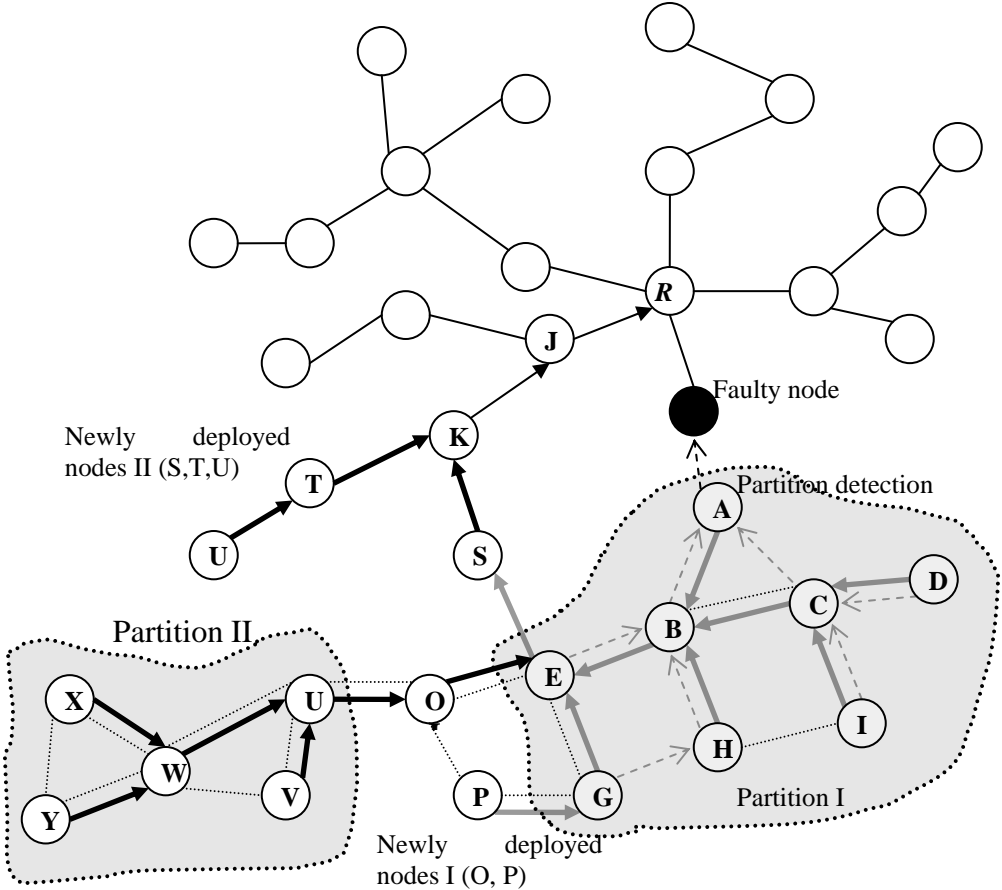 R
J
Faulty node
Newly deployed
nodes II (S,T,U)
K
T
Partition detection
A
U
S
D
C
B
Partition II
E
X
U
O
I
H
W
V
P
G
Y
Partition I
Newly deployed
nodes I (O, P)